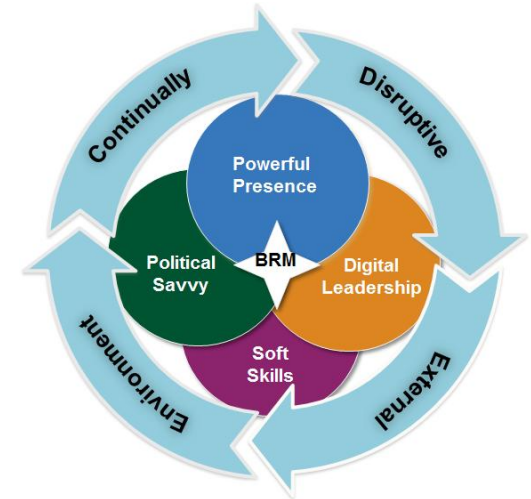 Continually
Disruptive
External
Environment
Powerful
Presence
Political
Savvy
BRM
Digital
Leadership
Soft
Skills